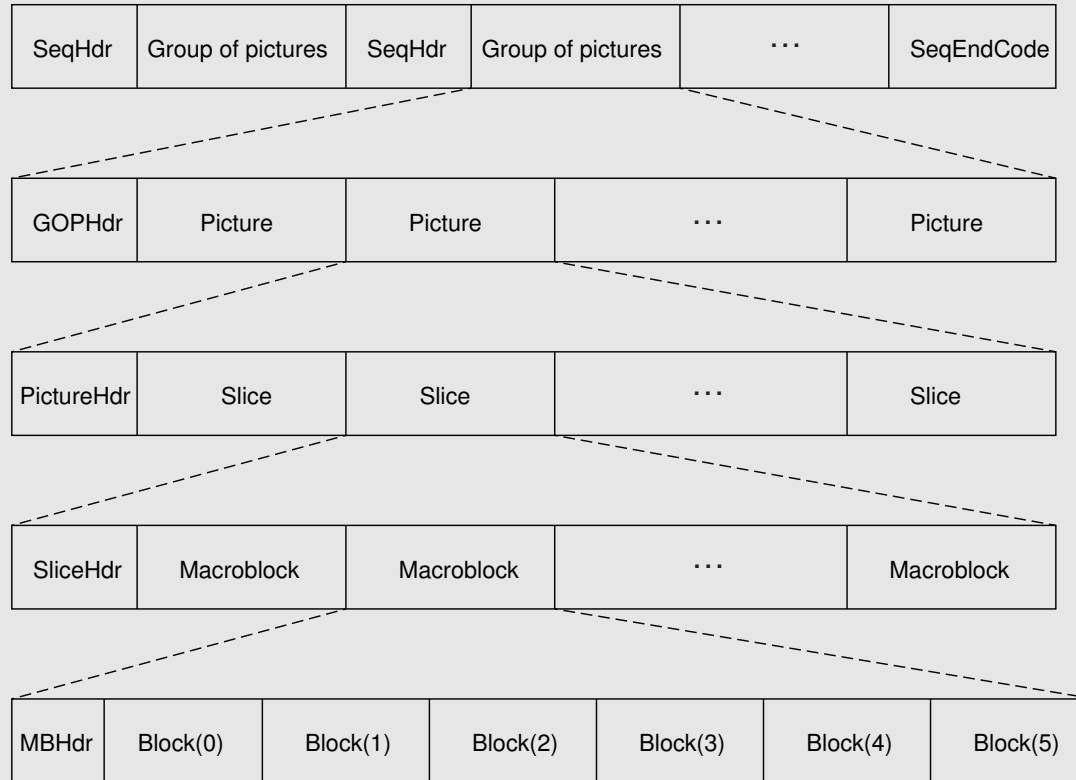 SeqHdr Group of pictures SeqHdr Group of pictures ... SeqEndCode
GOPHdr Picture Picture ... Picture
PictureHdr Slice Slice ... Slice
SliceHdr Macroblock Macroblock ... Macroblock
MBHdr Block(0) Block(1) Block(2) Block(3) Block(4) Block(5)